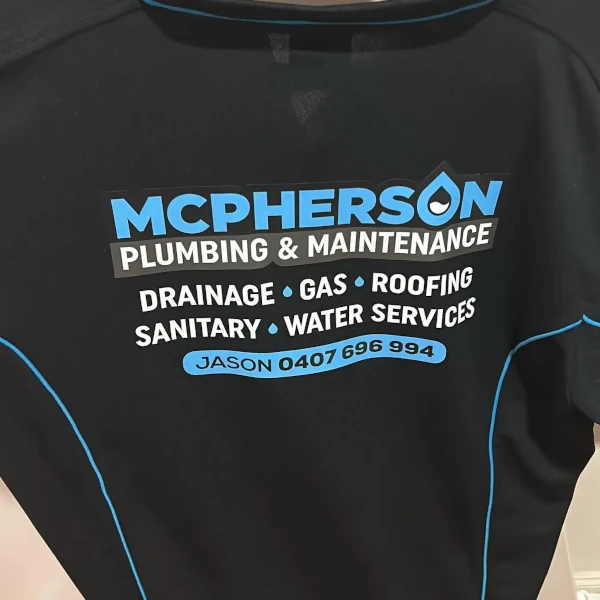 MCPHERSON
PLUMBING & MAINTENANCE
DRAINAGE • GAS • ROOFING
SANITARY • WATER SERVICES
JASON 0407 696 994